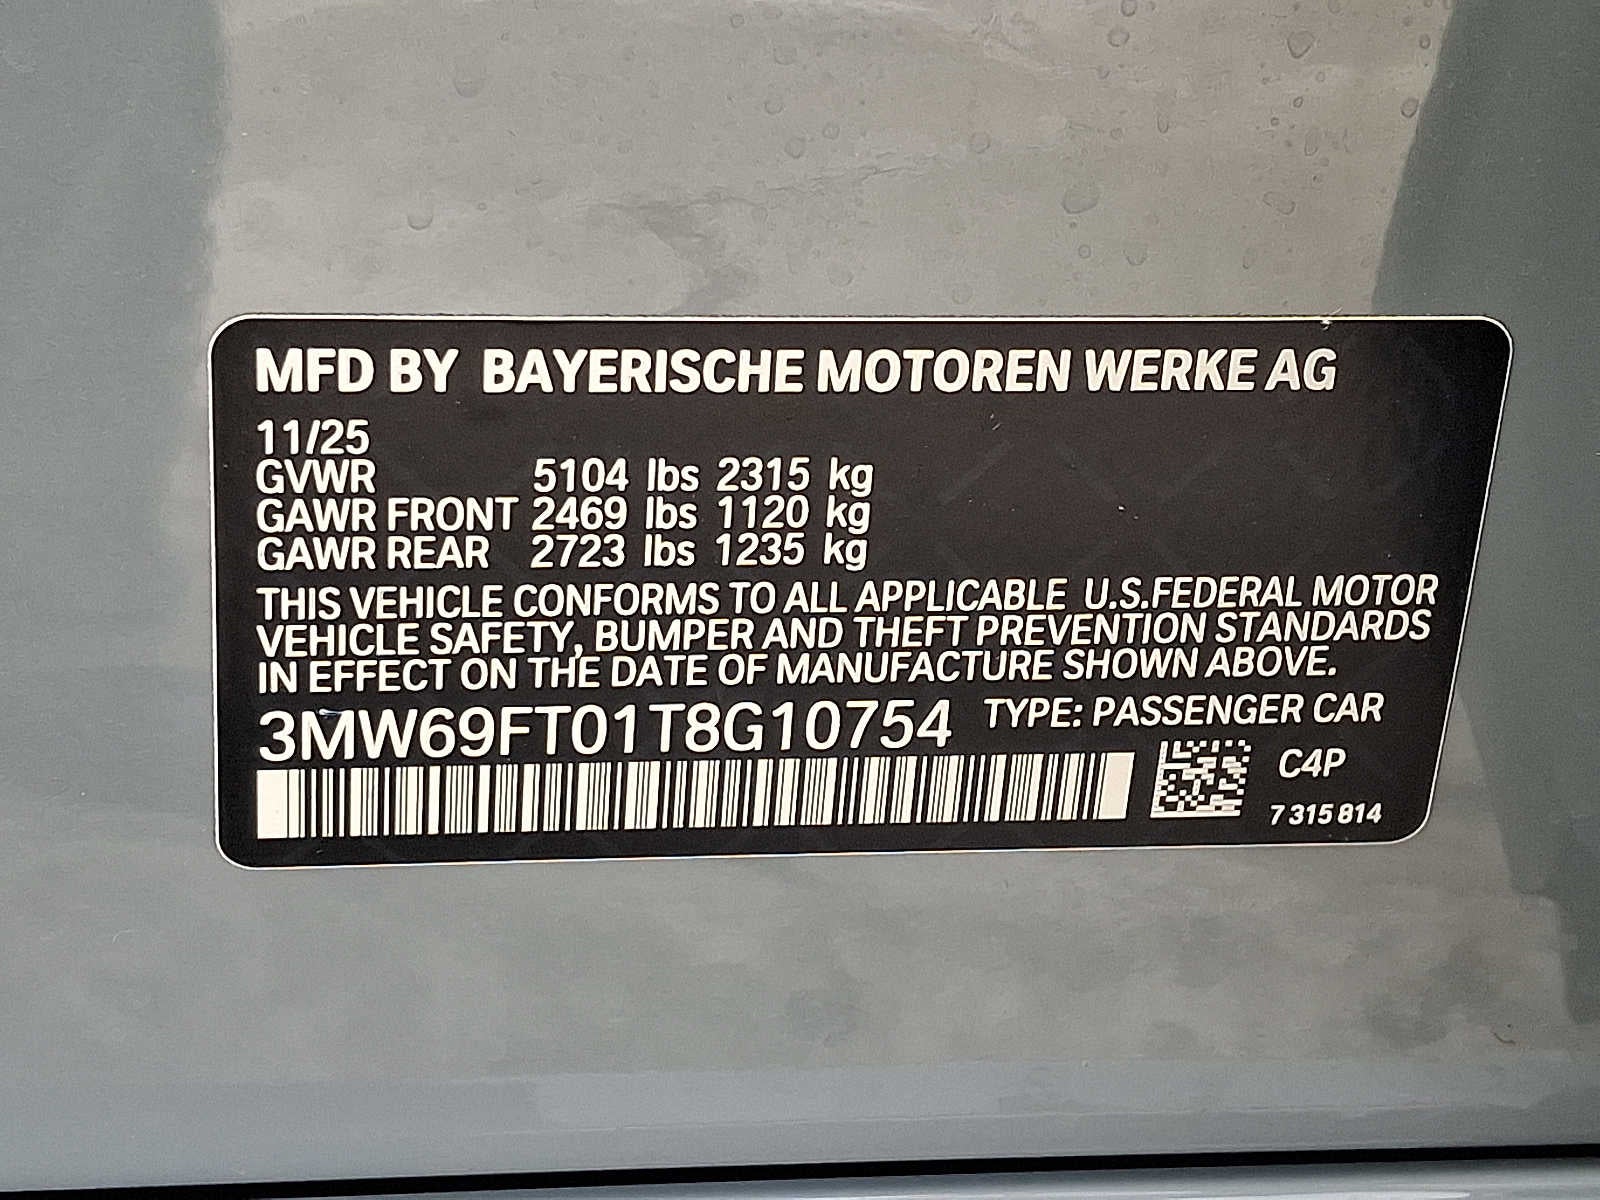 MFD BY BAYERISCHE MOTOREN WERKE AG
11/25
GVWR 5104 lbs 2315 kg
GAWR FRONT 2469 lbs 1120 kg
GAWR REAR 2723 lbs 1235 kg
THIS VEHICLE CONFORMS TO ALL APPLICABLE U.S.FEDERAL MOTOR
VEHICLE SAFETY, BUMPER AND THEFT PREVENTION STANDARDS
IN EFFECT ON THE DATE OF MANUFACTURE SHOWN ABOVE.
3MW69FT01T8G10754 TYPE: PASSENGER CAR
C4P
7 315 814